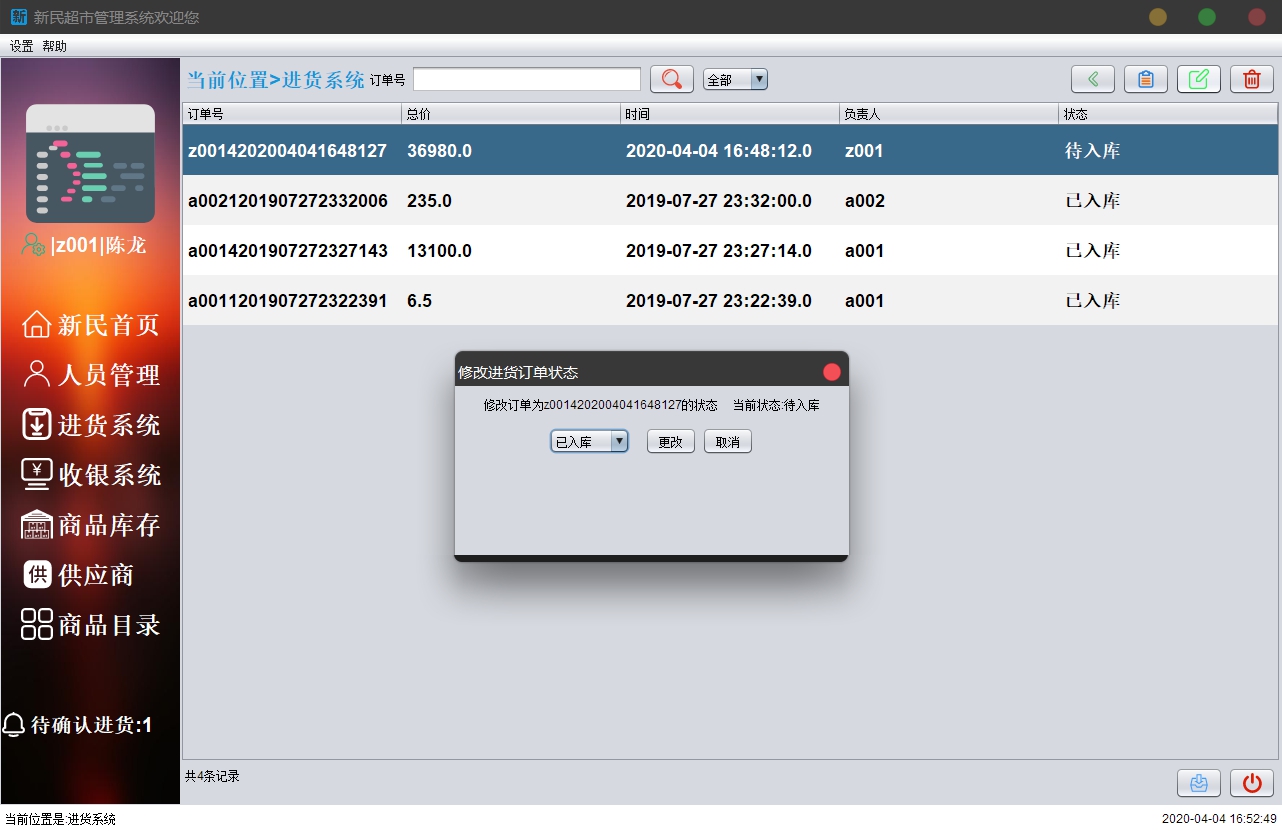 新 新民超市管理系统欢迎您
设置 帮助
|z001|陈龙
新民首页
人员管理
进货系统
¥ 收银系统
商品库存
供 供应商
商品目录
待确认进货:1
当前位置>进货系统 订单号 全部
订单号 总价 时间 负责人 状态
z0014202004041648127 36980.0 2020-04-04 16:48:12.0 z001 待入库
a0021201907272332006 235.0 2019-07-27 23:32:00.0 a002 已入库
a0014201907272327143 13100.0 2019-07-27 23:27:14.0 a001 已入库
a0011201907272322391 6.5 2019-07-27 23:22:39.0 a001 已入库
修改进货订单状态
修改订单为z0014202004041648127的状态 当前状态:待入库
已入库 更改 取消
共4条记录
当前位置是:进货系统 2020-04-04 16:52:49